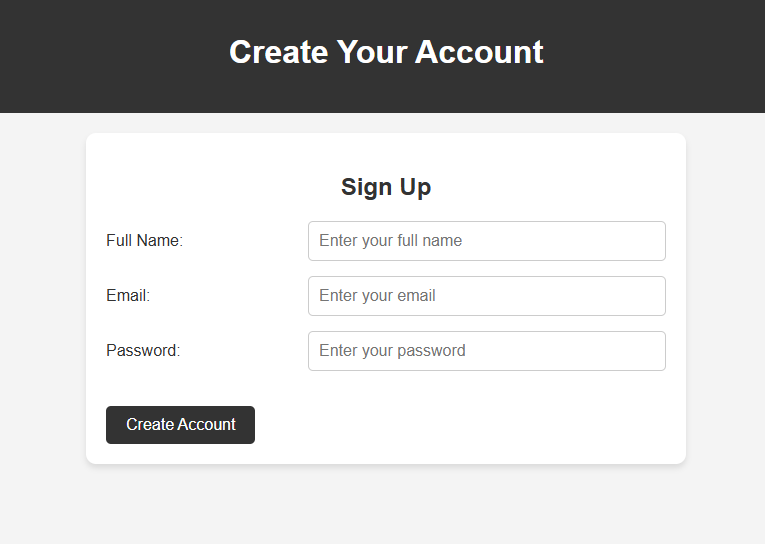 Create Your Account
Sign Up
Full Name: Enter your full name
Email: Enter your email
Password: Enter your password
Create Account